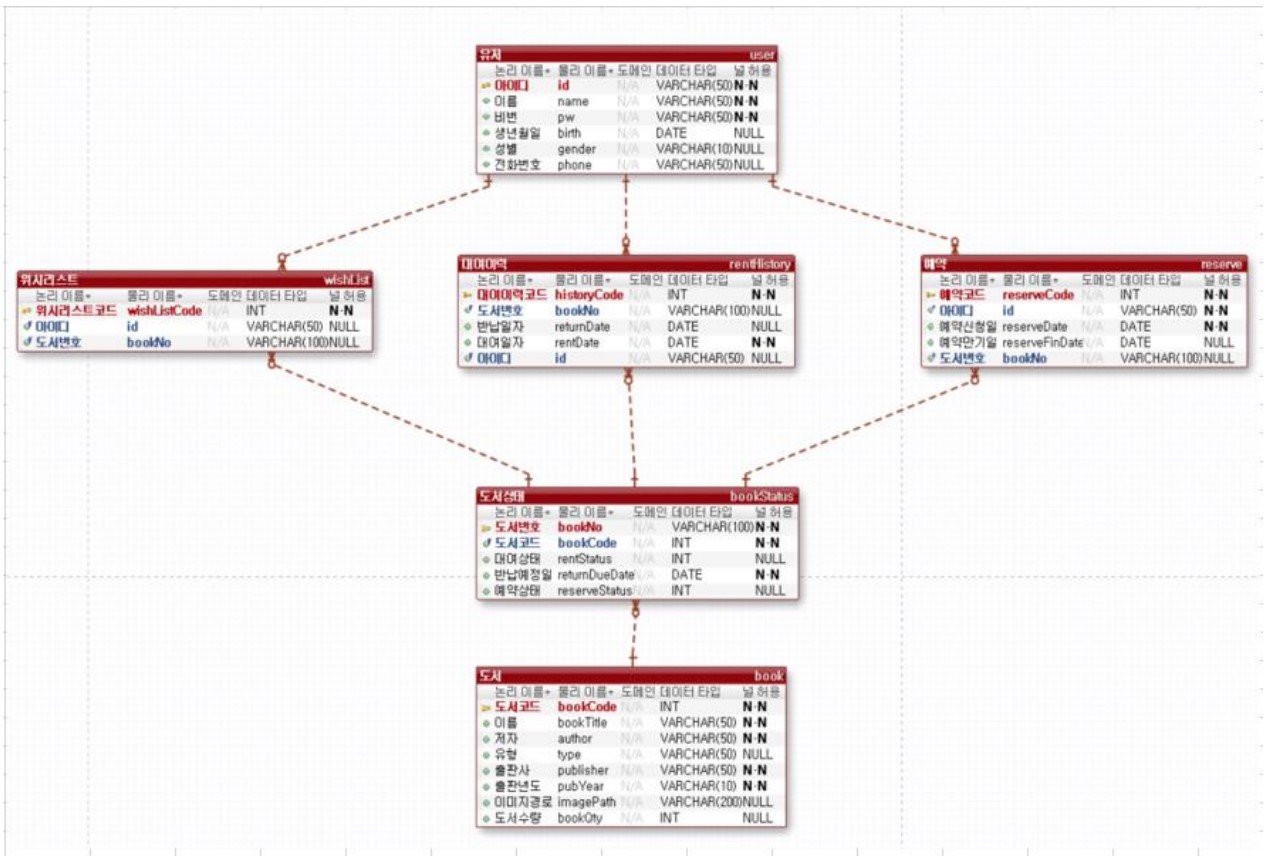 유저 user
논리 이름 물리 이름 도메인 데이터 타입 널 허용
아이디 id N/A VARCHAR(50) N-N
이름 name N/A VARCHAR(50) N-N
비번 pw N/A VARCHAR(50) N-N
생년월일 birth N/A DATE NULL
성별 gender N/A VARCHAR(10) NULL
전화번호 phone N/A VARCHAR(50) NULL
위시리스트 wishList
논리 이름 물리 이름 도메인 데이터 타입 널 허용
위시리스트코드 wishListCode N/A INT N-N
아이디 id N/A VARCHAR(50) NULL
도서번호 bookNo N/A VARCHAR(100) NULL
대여이력 rentHistory
논리 이름 물리 이름 도메인 데이터 타입 널 허용
대여이력코드 historyCode N/A INT N-N
도서번호 bookNo N/A VARCHAR(100) NULL
반납일자 returnDate N/A DATE NULL
대여일자 rentDate N/A DATE N-N
아이디 id N/A VARCHAR(50) NULL
예약 reserve
논리 이름 물리 이름 도메인 데이터 타입 널 허용
예약코드 reserveCode N/A INT N-N
아이디 id N/A VARCHAR(50) N-N
예약신청일 reserveDate N/A DATE N-N
예약만기일 reserveFinDate N/A DATE NULL
도서번호 bookNo N/A VARCHAR(100) NULL
도서상태 bookStatus
논리 이름 물리 이름 도메인 데이터 타입 널 허용
도서번호 bookNo N/A VARCHAR(100) N-N
도서코드 bookCode N/A INT N-N
대여상태 rentStatus N/A INT NULL
반납예정일 returnDueDate N/A DATE N-N
예약상태 reserveStatus N/A INT NULL
도서 book
논리 이름 물리 이름 도메인 데이터 타입 널 허용
도서코드 bookCode N/A INT N-N
이름 bookTitle N/A VARCHAR(50) N-N
저자 author N/A VARCHAR(50) N-N
유형 type N/A VARCHAR(50) NULL
출판사 publisher N/A VARCHAR(50) N-N
출판년도 pubYear N/A VARCHAR(10) N-N
이미지경로 imagePath N/A VARCHAR(200) NULL
도서수량 bookQty N/A INT NULL